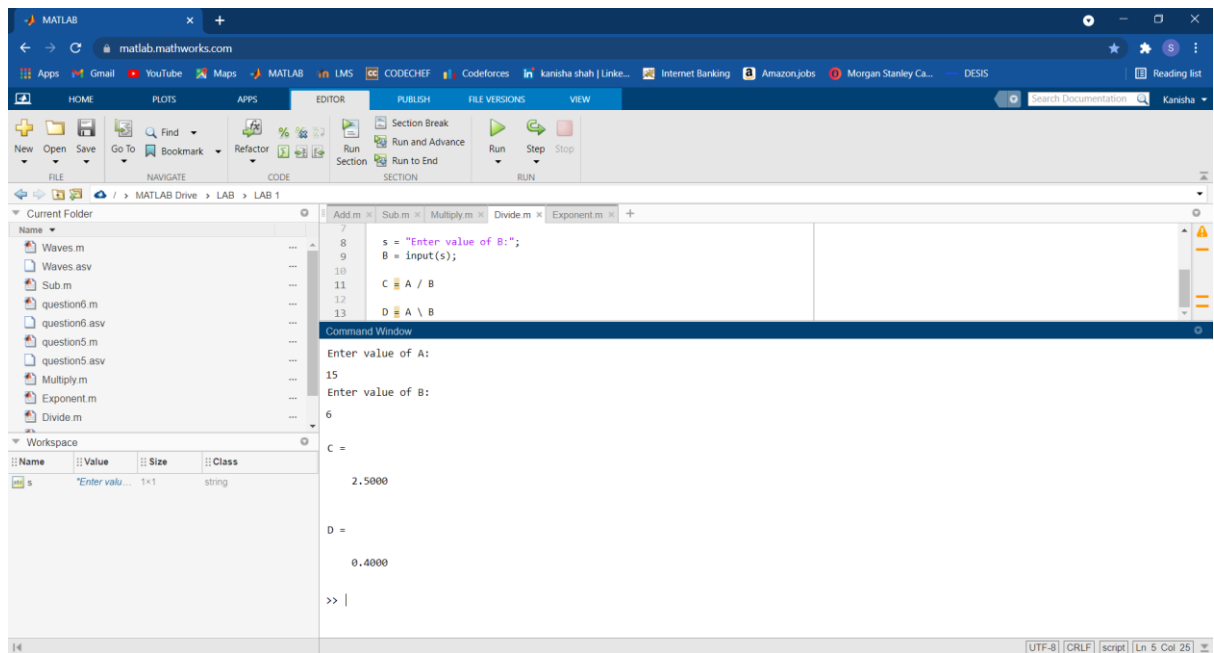 MATLAB
matlab.mathworks.com
S
Apps Gmail YouTube Maps MATLAB LMS CODECHEF Codeforces kanisha shah | Linke... Internet Banking Amazon.jobs Morgan Stanley Ca... DESIS Reading list
HOME PLOTS APPS EDITOR PUBLISH FILE VERSIONS VIEW Search Documentation Kanisha
New Open Save Go To Find Bookmark Refactor Run Section Section Break Run and Advance Run to End Run Step Stop
FILE NAVIGATE CODE SECTION RUN
/ › MATLAB Drive › LAB › LAB 1
Current Folder
Name
Waves.m
Waves.asv
Sub.m
question6.m
question6.asv
question5.m
question5.asv
Multiply.m
Exponent.m
Divide.m
Workspace
Name Value Size Class
s "Enter valu... 1×1 string
Add.m Sub.m Multiply.m Divide.m Exponent.m
7
8 s = "Enter value of B:";
9 B = input(s);
10
11 C = A / B
12
13 D = A \ B
Command Window
Enter value of A:
15
Enter value of B:
6
C =
2.5000
D =
0.4000
>>
UTF-8 CRLF script Ln 5 Col 25